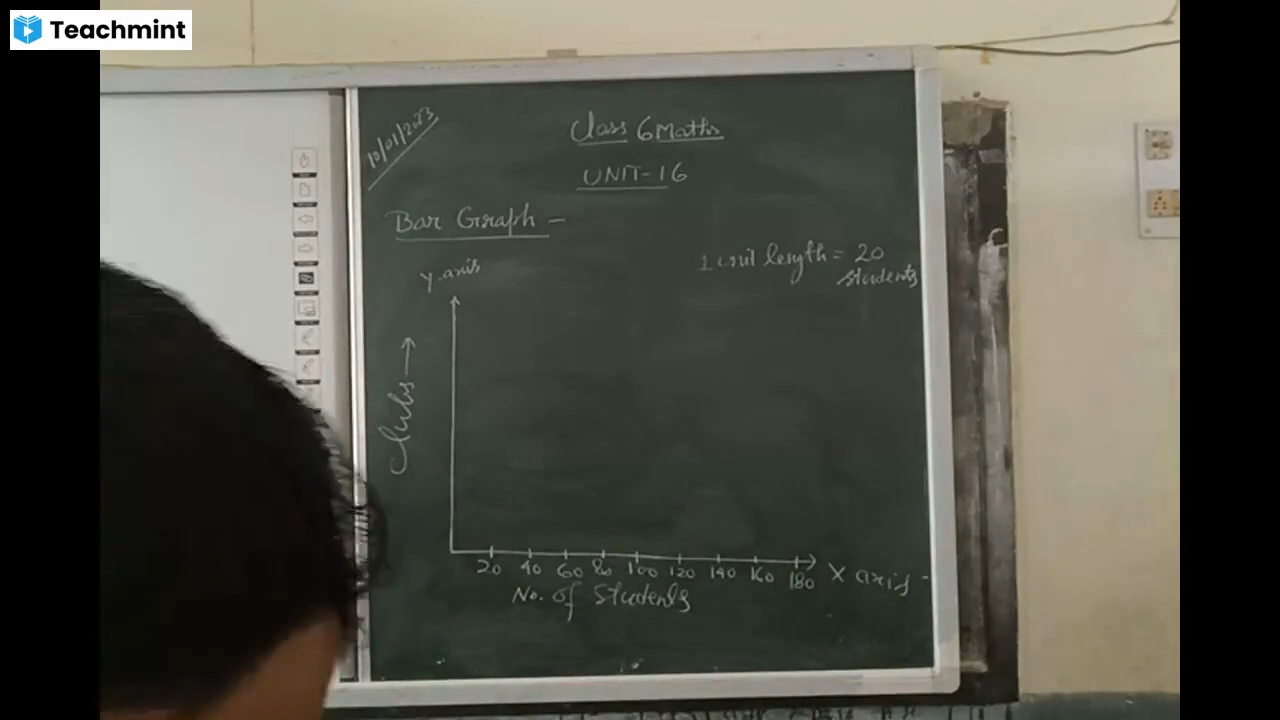 Teachmint
10/01/2023
Class 6 Maths
UNIT-16
Bar Graph -
1 unit length = 20
students
y-axis
Clubs →
20 40 60 80 100 120 140 160 180
X axis -
No. of Students